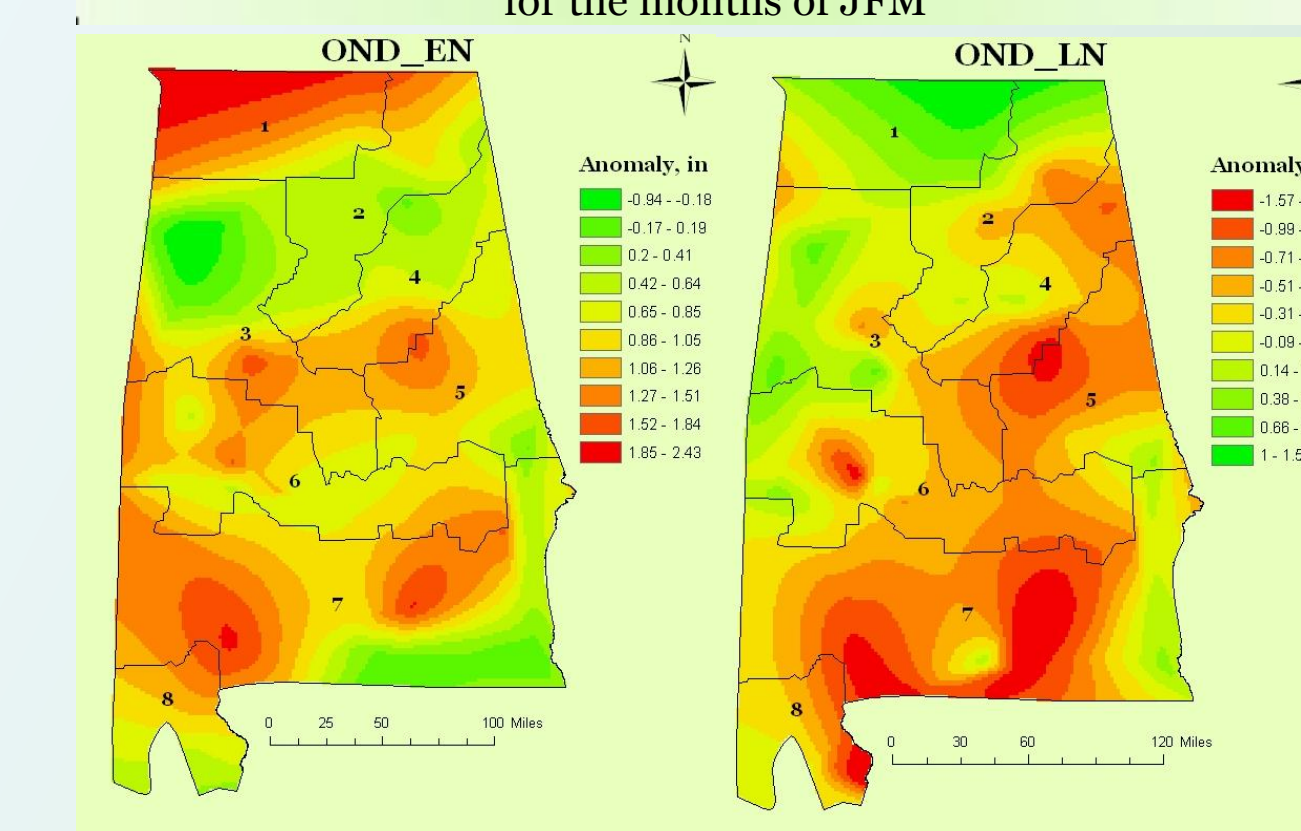 for the months of JFM
OND_EN
N
1
2
3
4
5
6
7
8
Anomaly, in
-0.94 - -0.18
-0.17 - 0.19
0.2 - 0.41
0.42 - 0.64
0.65 - 0.85
0.86 - 1.05
1.06 - 1.26
1.27 - 1.51
1.52 - 1.84
1.85 - 2.43
0 25 50 100 Miles
OND_LN
1
2
3
4
5
6
7
8
Anomaly
-1.57 -
-0.99 -
-0.71 -
-0.51 -
-0.31 -
-0.09 -
0.14 -
0.38 -
0.66 -
1 - 1.5
0 30 60 120 Miles